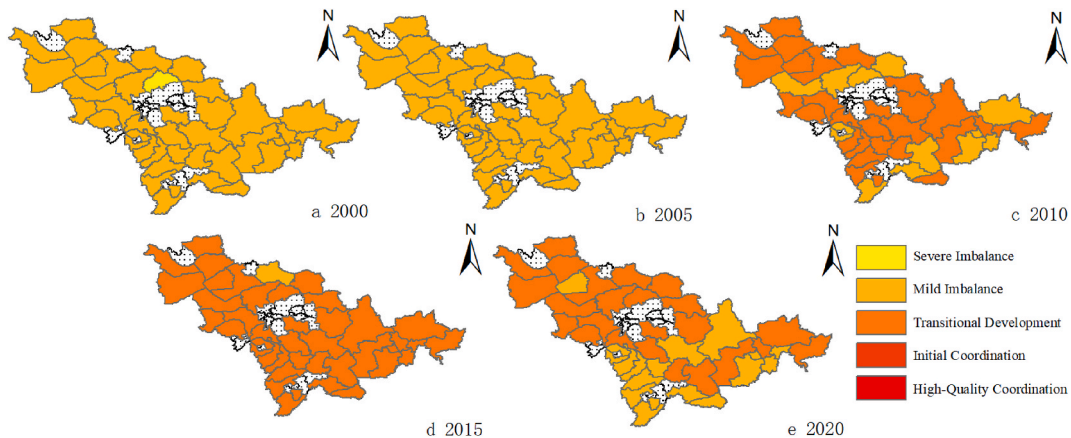 N
N
N
a 2000
b 2005
c 2010
N
N
Severe Imbalance
Mild Imbalance
Transitional Development
Initial Coordination
High-Quality Coordination
d 2015
e 2020